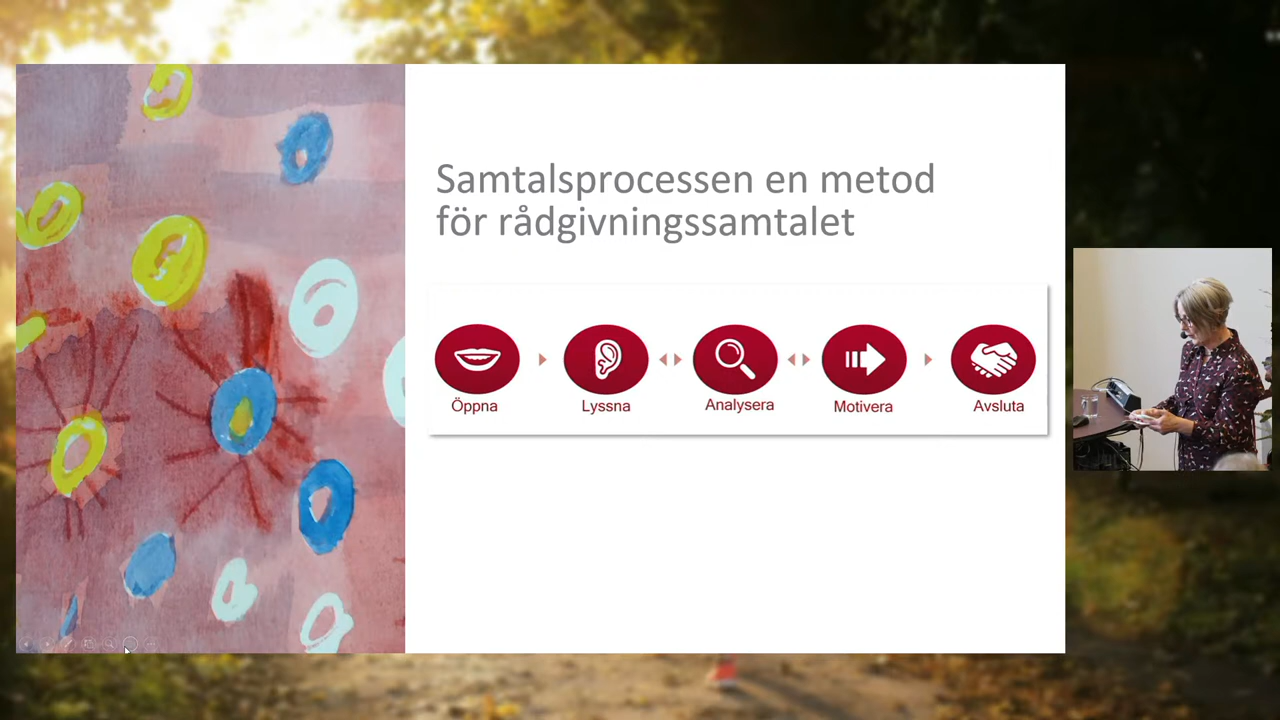 Samtalsprocessen en metod
för rådgivningssamtalet
Öppna
Lyssna
Analysera
Motivera
Avsluta